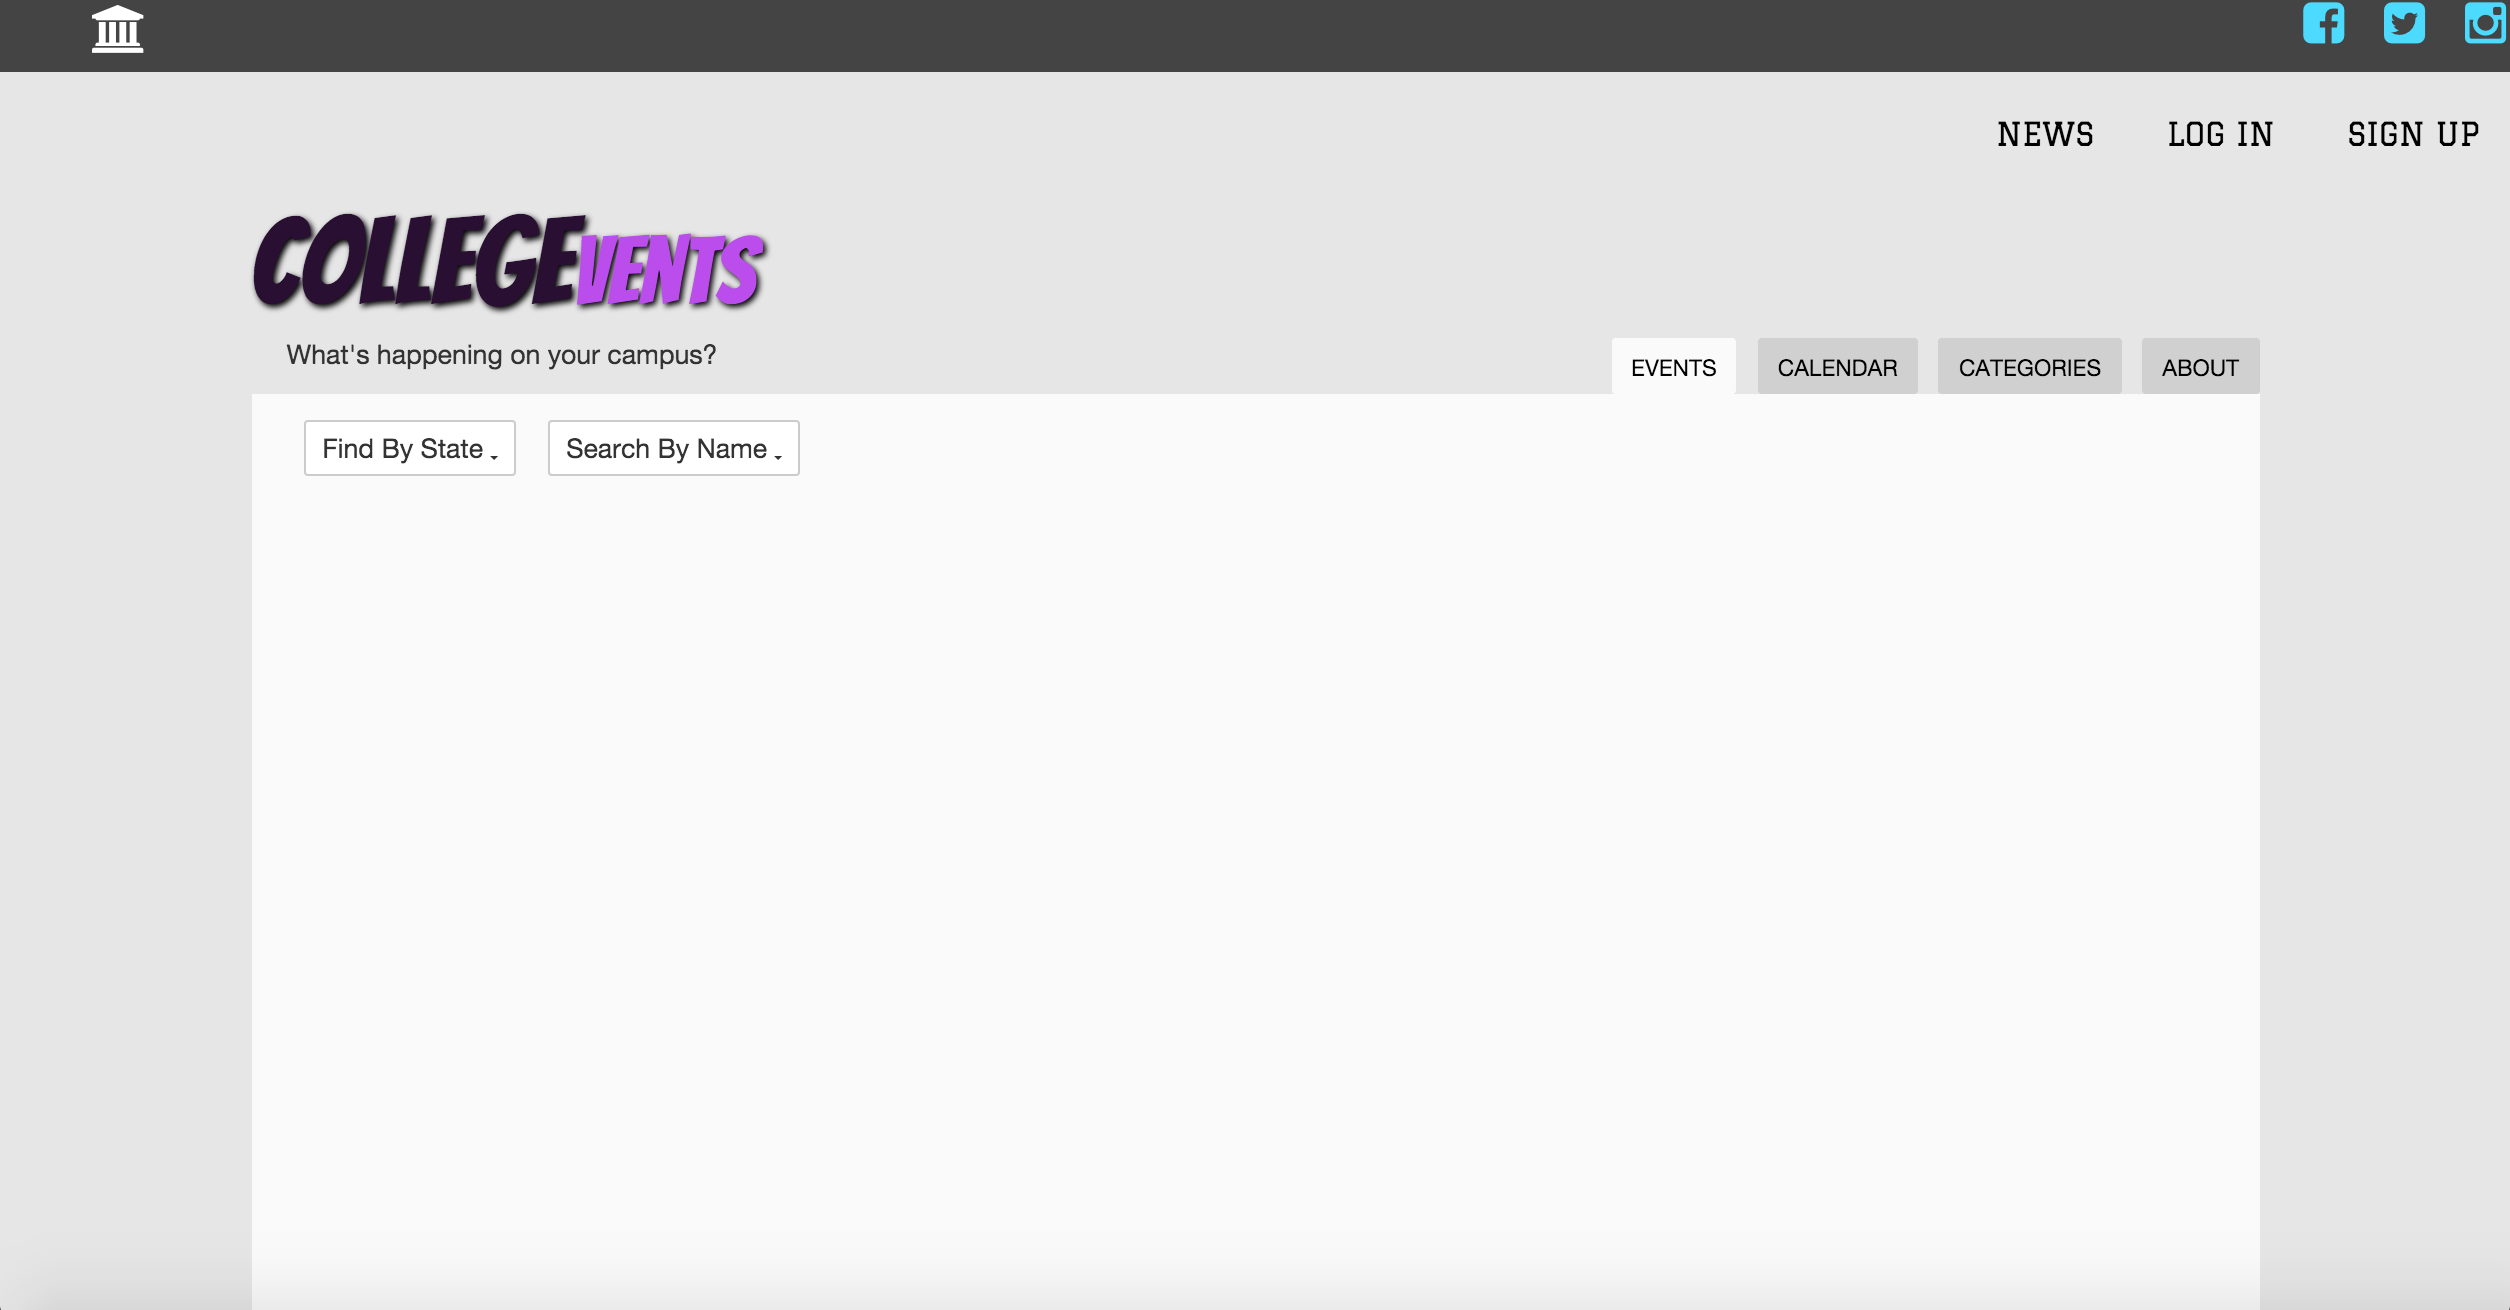 NEWS LOG IN SIGN UP
COLLEGEVENTS
What's happening on your campus?
EVENTS CALENDAR CATEGORIES ABOUT
Find By State Search By Name